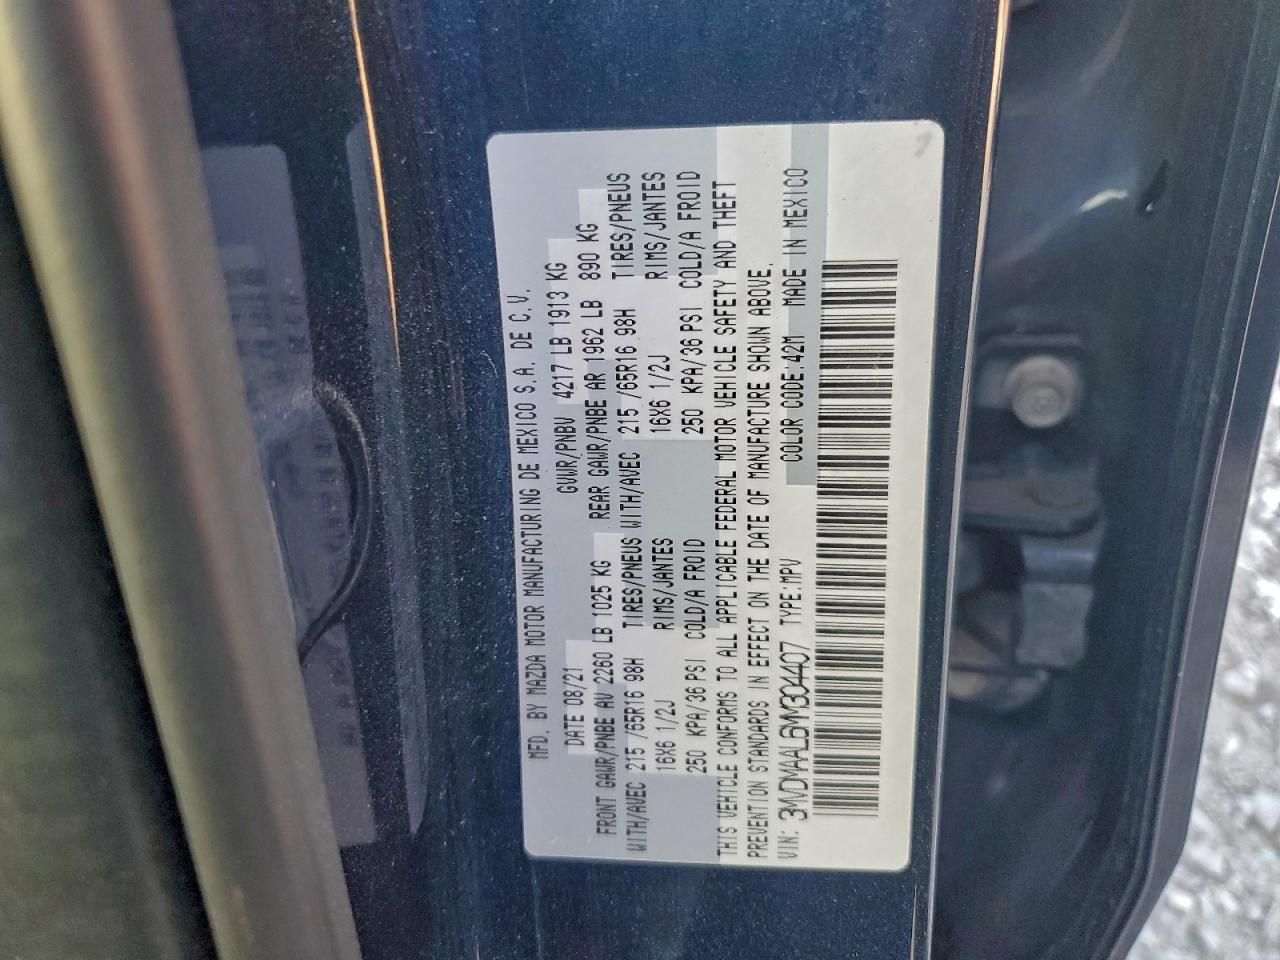 MFD. BY MAZDA MOTOR MANUFACTURING DE MEXICO S.A. DE C.V.
DATE 08/21 GVWR/PNBV 4217 LB 1913 KG
FRONT GAWR/PNBE AV 2260 LB 1025 KG REAR GAWR/PNBE AR 1962 LB 890 KG
WITH/AVEC 215 /65R16 98H TIRES/PNEUS WITH/AVEC 215 /65R16 98H TIRES/PNEUS
16X6 1/2J RIMS/JANTES 16X6 1/2J RIMS/JANTES
250 KPA/36 PSI COLD/A FROID 250 KPA/36 PSI COLD/A FROID
THIS VEHICLE CONFORMS TO ALL APPLICABLE FEDERAL MOTOR VEHICLE SAFETY AND THEFT
PREVENTION STANDARDS IN EFFECT ON THE DATE OF MANUFACTURE SHOWN ABOVE.
VIN: 3MVDMAAL6NM304407 TYPE:MPV COLOR CODE:42M MADE IN MEXICO